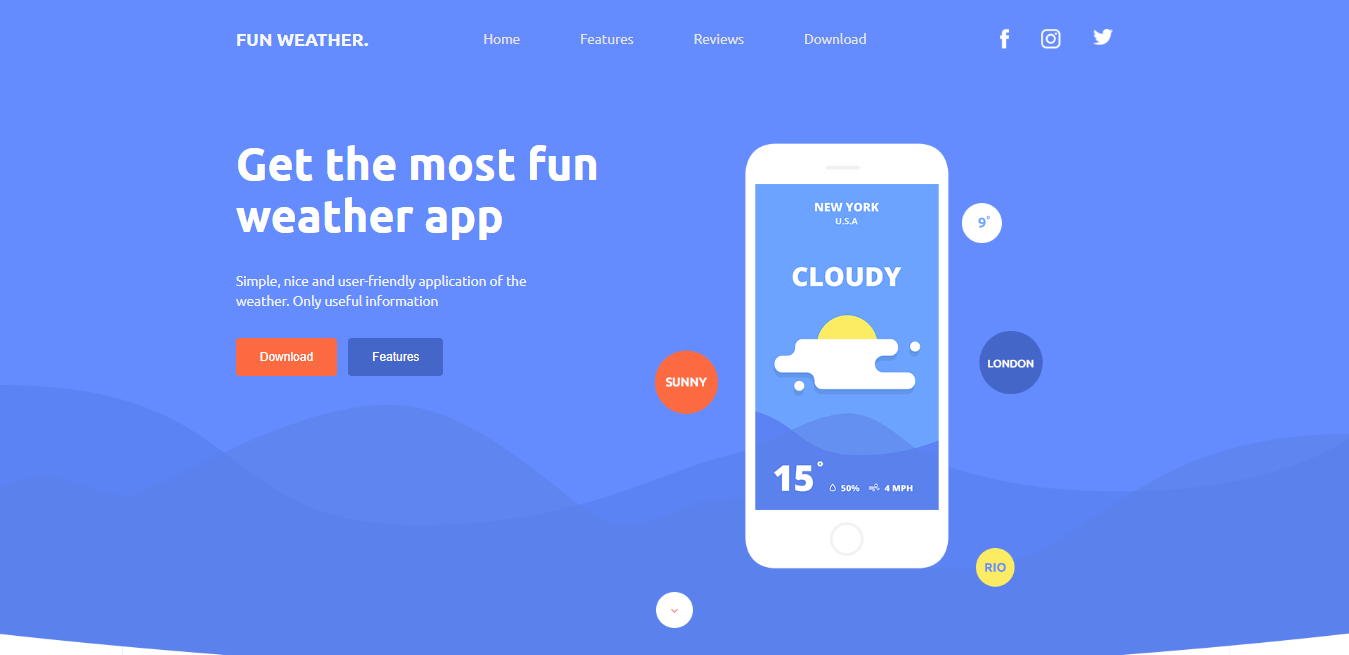 FUN WEATHER.
Home
Features
Reviews
Download
Get the most fun
weather app
Simple, nice and user-friendly application of the
weather. Only useful information
Download
Features
NEW YORK
U.S.A
CLOUDY
15°
50%
4 MPH
9°
SUNNY
LONDON
RIO